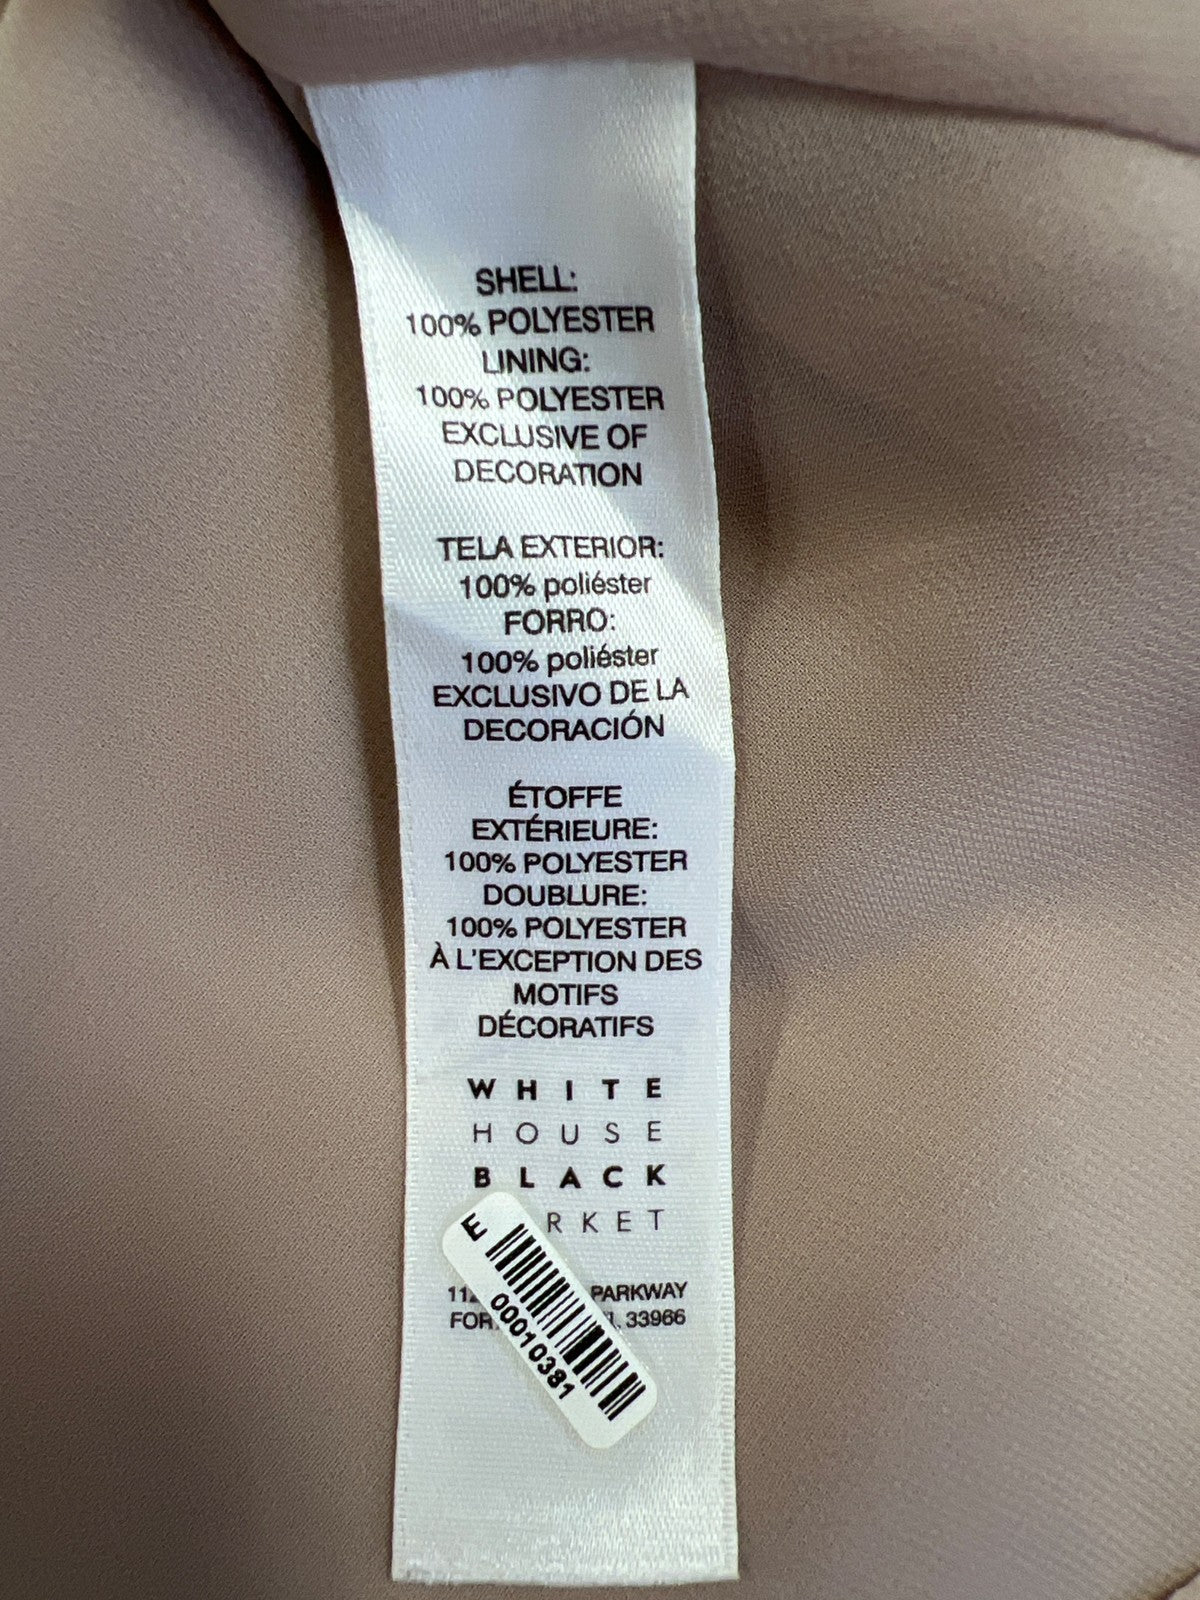 SHELL:
100% POLYESTER
LINING:
100% POLYESTER
EXCLUSIVE OF
DECORATION
TELA EXTERIOR:
100% poliéster
FORRO:
100% poliéster
EXCLUSIVO DE LA
DECORACIÓN
ÉTOFFE
EXTÉRIEURE:
100% POLYESTER
DOUBLURE:
100% POLYESTER
À L'EXCEPTION DES
MOTIFS
DÉCORATIFS
WHITE
HOUSE
BLACK
RKET
PARKWAY
33966
E
00010381